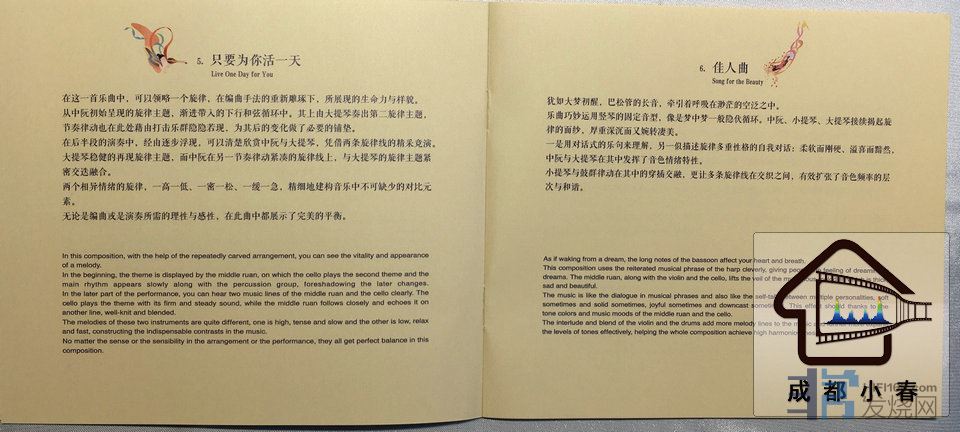 5. 只要为你活一天
Live One Day for You
在这一首乐曲中，可以领略一个旋律，在编曲手法的重新雕琢下，所展现的生命力与样貌。
从中阮初始呈现的旋律主题，渐进带入的下行和弦循环中。其上由大提琴奏出第二旋律主题，
节奏律动也在此处藉由打击乐群隐隐若现，为其后的变化做了必要的铺垫。
在后半段的演奏中，经由逐步浮现，可以清楚欣赏中阮与大提琴，凭借两条旋律线的精采竞演。
大提琴稳健的再现旋律主题，而中阮在另一节奏律动紧凑的旋律线上，与大提琴的旋律主题紧
密交迭融合。
两个相异情绪的旋律，一高一低、一密一松、一缓一急，精细地建构音乐中不可缺少的对比元
素。
无论是编曲或是演奏所需的理性与感性，在此曲中都展示了完美的平衡。
In this composition, with the help of the repeatedly carved arrangement, you can see the vitality and appearance
of a melody.
In the beginning, the theme is displayed by the middle ruan, on which the cello plays the second theme and the
main rhythm appears slowly along with the percussion group, foreshadowing the later changes.
In the later part of the performance, you can hear two music lines of the middle ruan and the cello clearly. The
cello plays the theme with its firm and steady sound, while the middle ruan follows closely and echoes it on
another line, well-knit and blended.
The melodies of these two instruments are quite different, one is high, tense and slow and the other is low, relax
and fast, constructing the indispensable contrasts in the music.
No matter the sense or the sensibility in the arrangement or the performance, they all get perfect balance in this
composition.
6. 佳人曲
Song for the Beauty
犹如大梦初醒，巴松管的长音，牵引着呼吸在渺茫的空泛之中。
乐曲巧妙运用竖琴的固定音型，像是梦中梦一般隐伏循环。中阮、小提琴、大提琴接续揭起旋
律的面纱，厚重深沉而又婉转凄美。
一是用对话式的乐句来理解，另一似描述旋律多重性格的自我对话：柔软而刚硬、溢喜而黯然，
中阮与大提琴在其中发挥了音色情绪特性。
小提琴与鼓群律动在其中的穿插交融，更让多条旋律线在交织之间，有效扩张了音色频率的层
次与和谐。
As if waking from a dream, the long notes of the bassoon affect your heart and breath.
This composition uses the reiterated musical phrase of the harp cleverly, giving people a feeling of dreaming
dreams. The middle ruan, along with the violin and the cello, lifts the veil of the
sad and beautiful.
The music is like the dialogue in musical phrases and also like the self-talk between multiple personalities, soft
sometimes and solid sometimes, joyful sometimes and downcast sometimes. This effect should thanks to the
tone colors and music moods of the middle ruan and the cello.
The interlude and blend of the violin and the drums add more melody lines to the music and
the levels of tones effectively, helping the whole composition achieve high harmonic
成都小春
发烧网